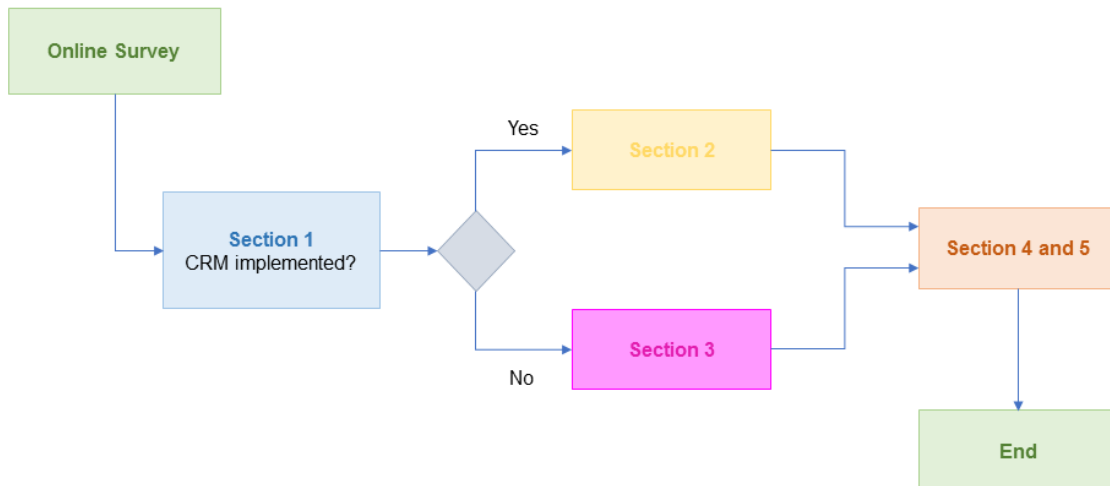 Online Survey
Section 1
CRM implemented?
Yes
Section 2
No
Section 3
Section 4 and 5
End